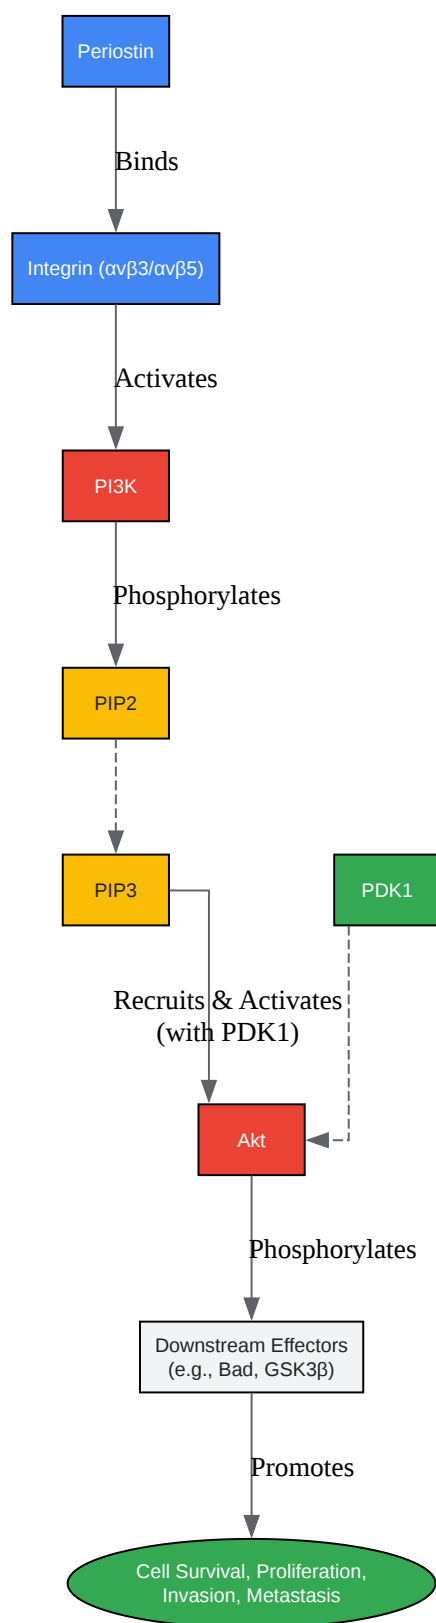 Periostin
Binds
Integrin (αvβ3/αvβ5)
Activates
PI3K
Phosphorylates
PIP2
PIP3
PDK1
Recruits & Activates
(with PDK1)
Akt
Phosphorylates
Downstream Effectors
(e.g., Bad, GSK3β)
Promotes
Cell Survival, Proliferation,
Invasion, Metastasis